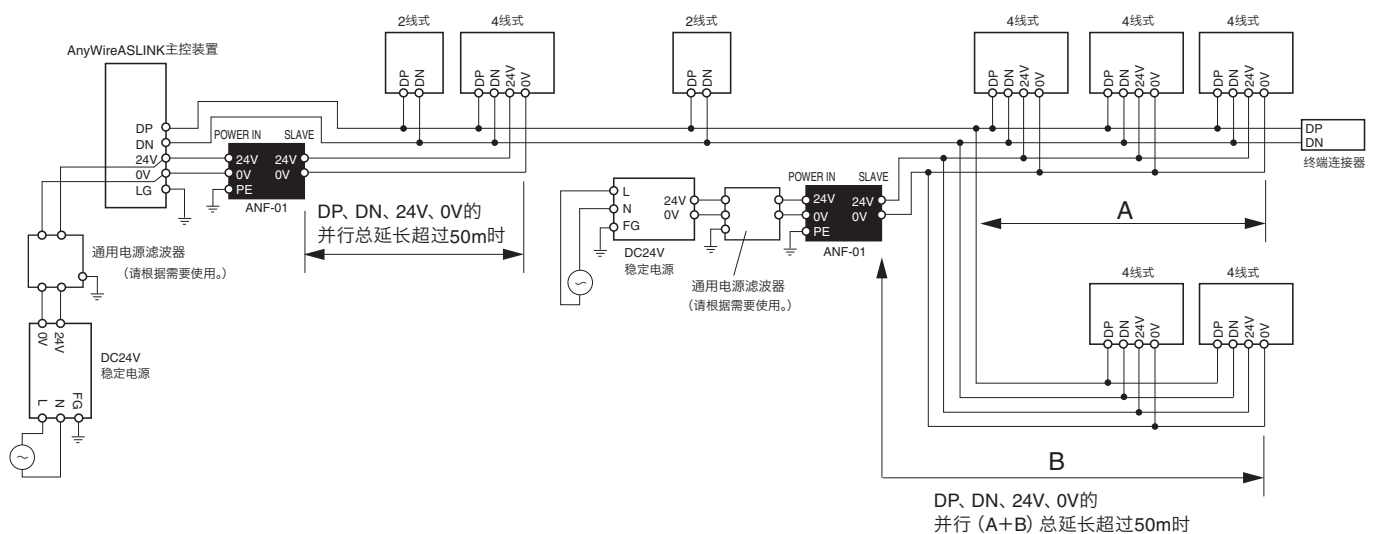 2线式
4线式
2线式
4线式
4线式
4线式
AnyWireASLINK主控装置
DP
DN
DP
DN
24V
0V
DP
DN
DP
DN
24V
0V
DP
DN
24V
0V
DP
DN
24V
0V
DP
DN
24V
0V
LG
POWER IN
SLAVE
24V
0V
PE
24V
0V
ANF-01
DP
DN
终端连接器
DP、DN、24V、0V的
并行总延长超过50m时
通用电源滤波器
（请根据需要使用。）
0V
24V
DC24V
稳定电源
L
N
FG
L
N
FG
24V
0V
DC24V
稳定电源
通用电源滤波器
（请根据需要使用。）
POWER IN
SLAVE
24V
0V
PE
24V
0V
ANF-01
A
4线式
4线式
DP
DN
24V
0V
DP
DN
24V
0V
B
DP、DN、24V、0V的
并行（A+B）总延长超过50m时